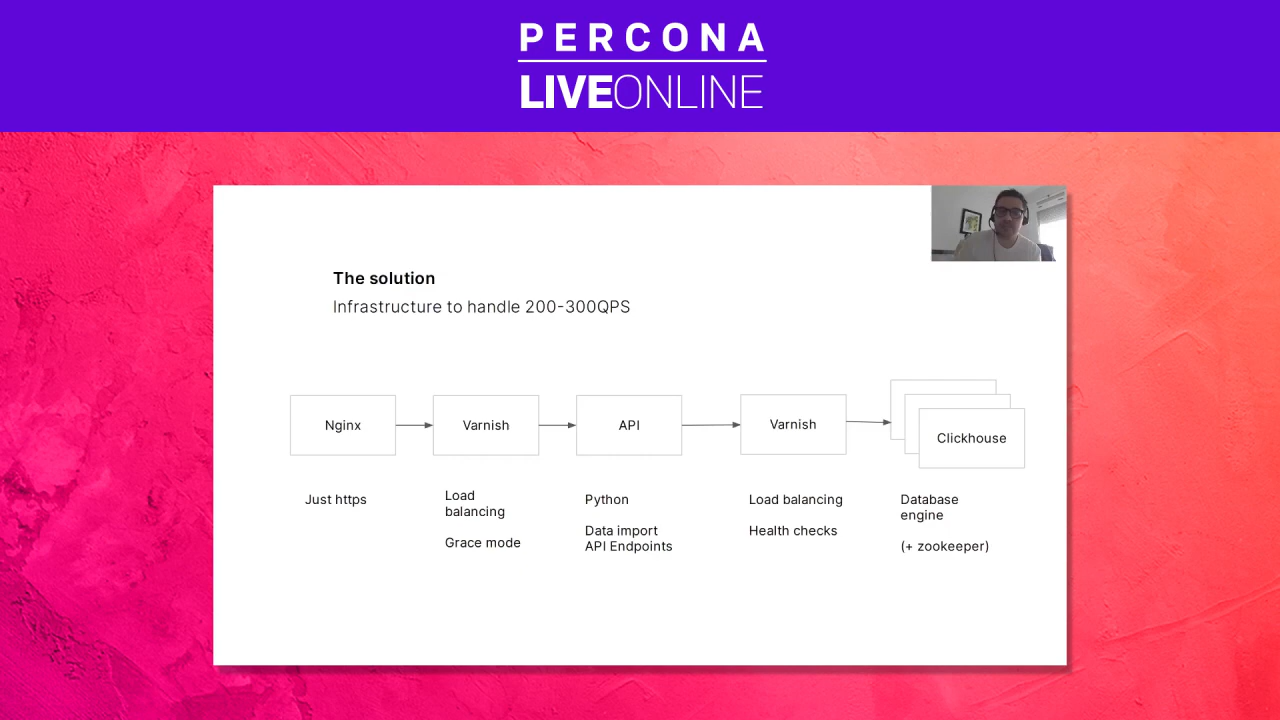 PERCONA
LIVEONLINE
The solution
Infrastructure to handle 200-300QPS
Nginx
Varnish
API
Varnish
Clickhouse
Just https
Load
balancing
Grace mode
Python
Data import
API Endpoints
Load balancing
Health checks
Database
engine
(+ zookeeper)